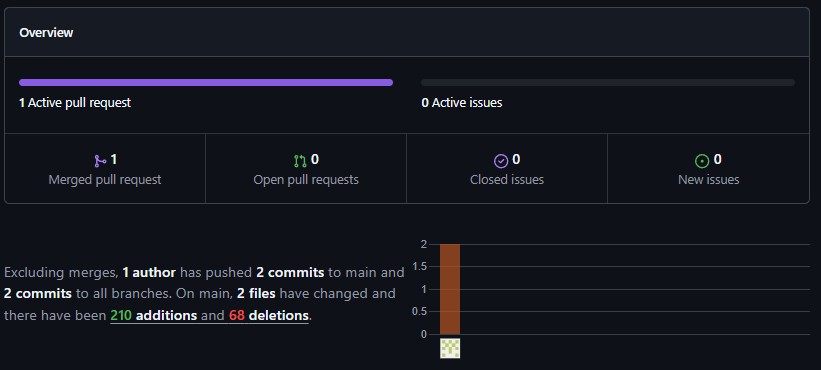 Overview
1 Active pull request
0 Active issues
1
Merged pull request
0
Open pull requests
0
Closed issues
0
New issues
Excluding merges, 1 author has pushed 2 commits to main and
2 commits to all branches. On main, 2 files have changed and
there have been 210 additions and 68 deletions.
2
1.5
1
0.5
0